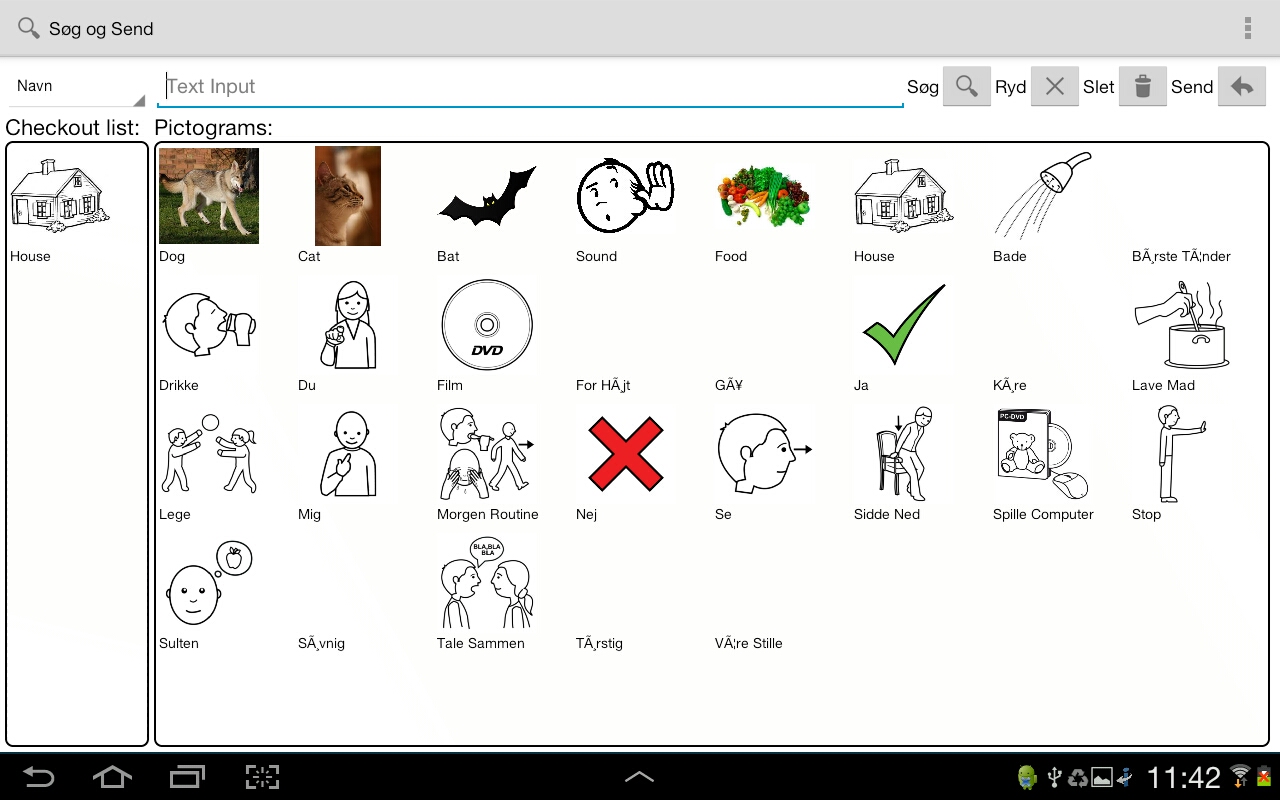 Søg og Send
Navn
Text Input
Søg
Ryd
Slet
Send
Checkout list:
Pictograms:
House
Dog
Cat
Bat
Sound
Food
House
Bade
BÃ¸rste TÃ¦nder
DVD
Drikke
Du
Film
For HÃ¸jt
GÃ¥
Ja
KÃ¸re
Lave Mad
PC-DVD
Lege
Mig
Morgen Routine
Nej
Se
Sidde Ned
Spille Computer
Stop
BLA,BLA
BLA
Sulten
SÃ¸vnig
Tale Sammen
TÃ¸rstig
VÃ¦re Stille
11:42